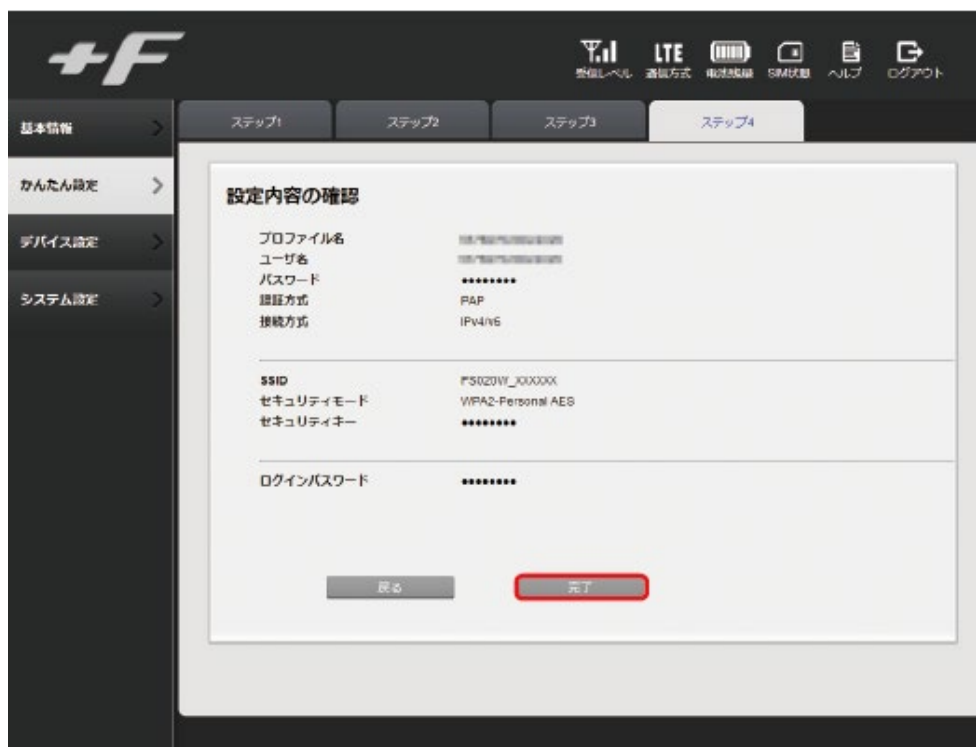 +F
受信レベル 通信方式 電池残量 SIM状態 ヘルプ ログアウト
LTE
基本情報
かんたん設定
デバイス設定
システム設定
ステップ1 ステップ2 ステップ3 ステップ4
設定内容の確認
プロファイル名
ユーザ名
パスワード ••••••••
認証方式 PAP
接続方式 IPv4/v6
SSID FS020W_XXXXXX
セキュリティモード WPA2-Personal AES
セキュリティキー ••••••••
ログインパスワード ••••••••
戻る 完了